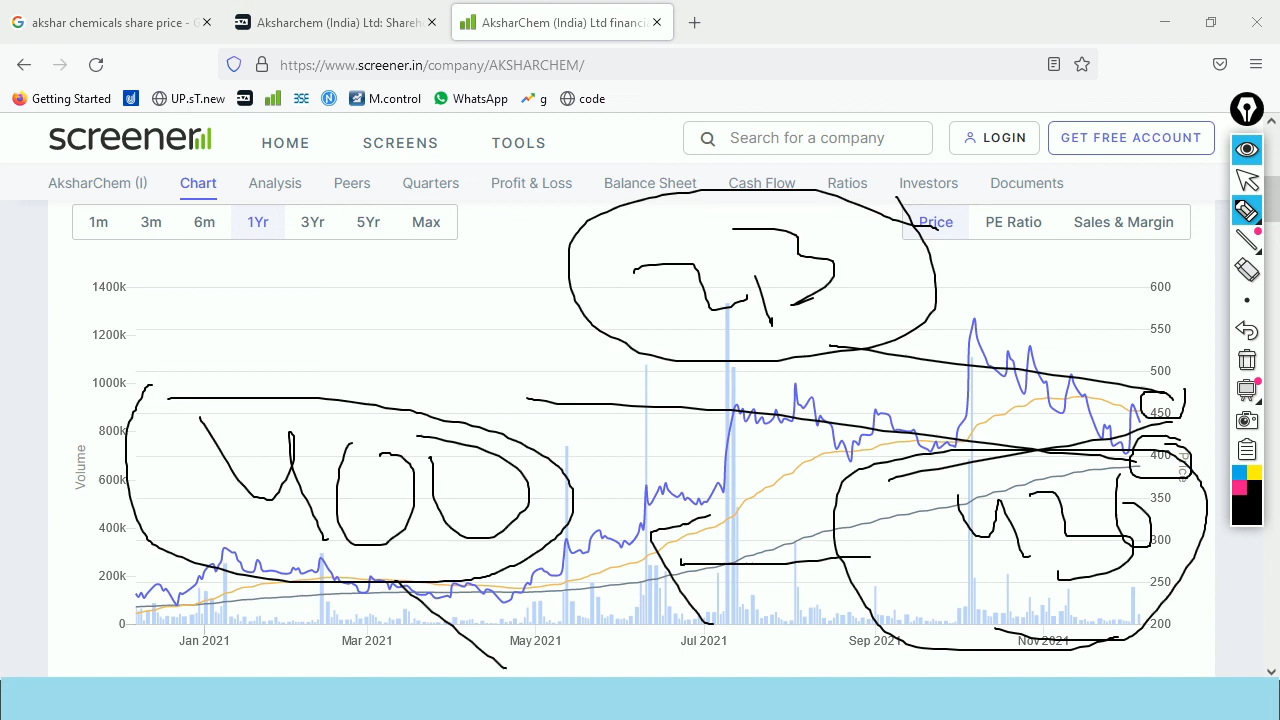 akshar chemicals share price - G
Aksharchem (India) Ltd: Shareh
AksharChem (India) Ltd financia
https://www.screener.in/company/AKSHARCHEM/
Getting Started UP.sT.new BSE M.control WhatsApp g code
screener
HOME SCREENS TOOLS
Search for a company
LOGIN
GET FREE ACCOUNT
AksharChem (I) Chart Analysis Peers Quarters Profit & Loss Balance Sheet Cash Flow Ratios Investors Documents
1m 3m 6m 1Yr 3Yr 5Yr Max
Price PE Ratio Sales & Margin
1400k 600
1200k 550
1000k 500
800k 450
600k 400
400k 350
200k 300
0 250
200
Volume
Price
Jan 2021 Mar 2021 May 2021 Jul 2021 Sep 2021 Nov 2021